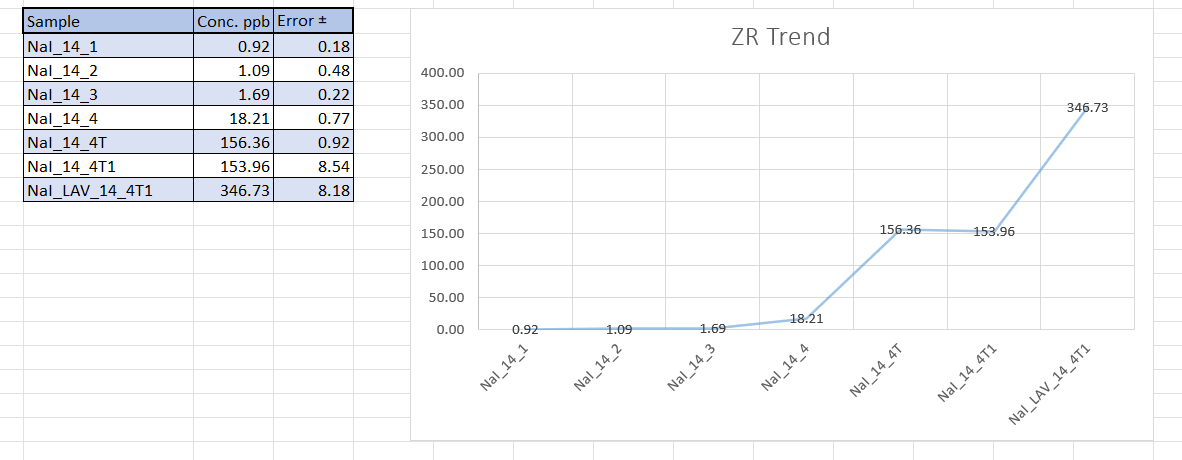 Sample Conc. ppb Error ±
NaI_14_1 0.92 0.18
NaI_14_2 1.09 0.48
NaI_14_3 1.69 0.22
NaI_14_4 18.21 0.77
NaI_14_4T 156.36 0.92
NaI_14_4T1 153.96 8.54
NaI_LAV_14_4T1 346.73 8.18
ZR Trend
400.00
350.00
300.00
250.00
200.00
150.00
100.00
50.00
0.00
0.92
1.09
1.69
18.21
156.36
153.96
346.73
NaI_14_1
NaI_14_2
NaI_14_3
NaI_14_4
NaI_14_4T
NaI_14_4T1
NaI_LAV_14_4T1